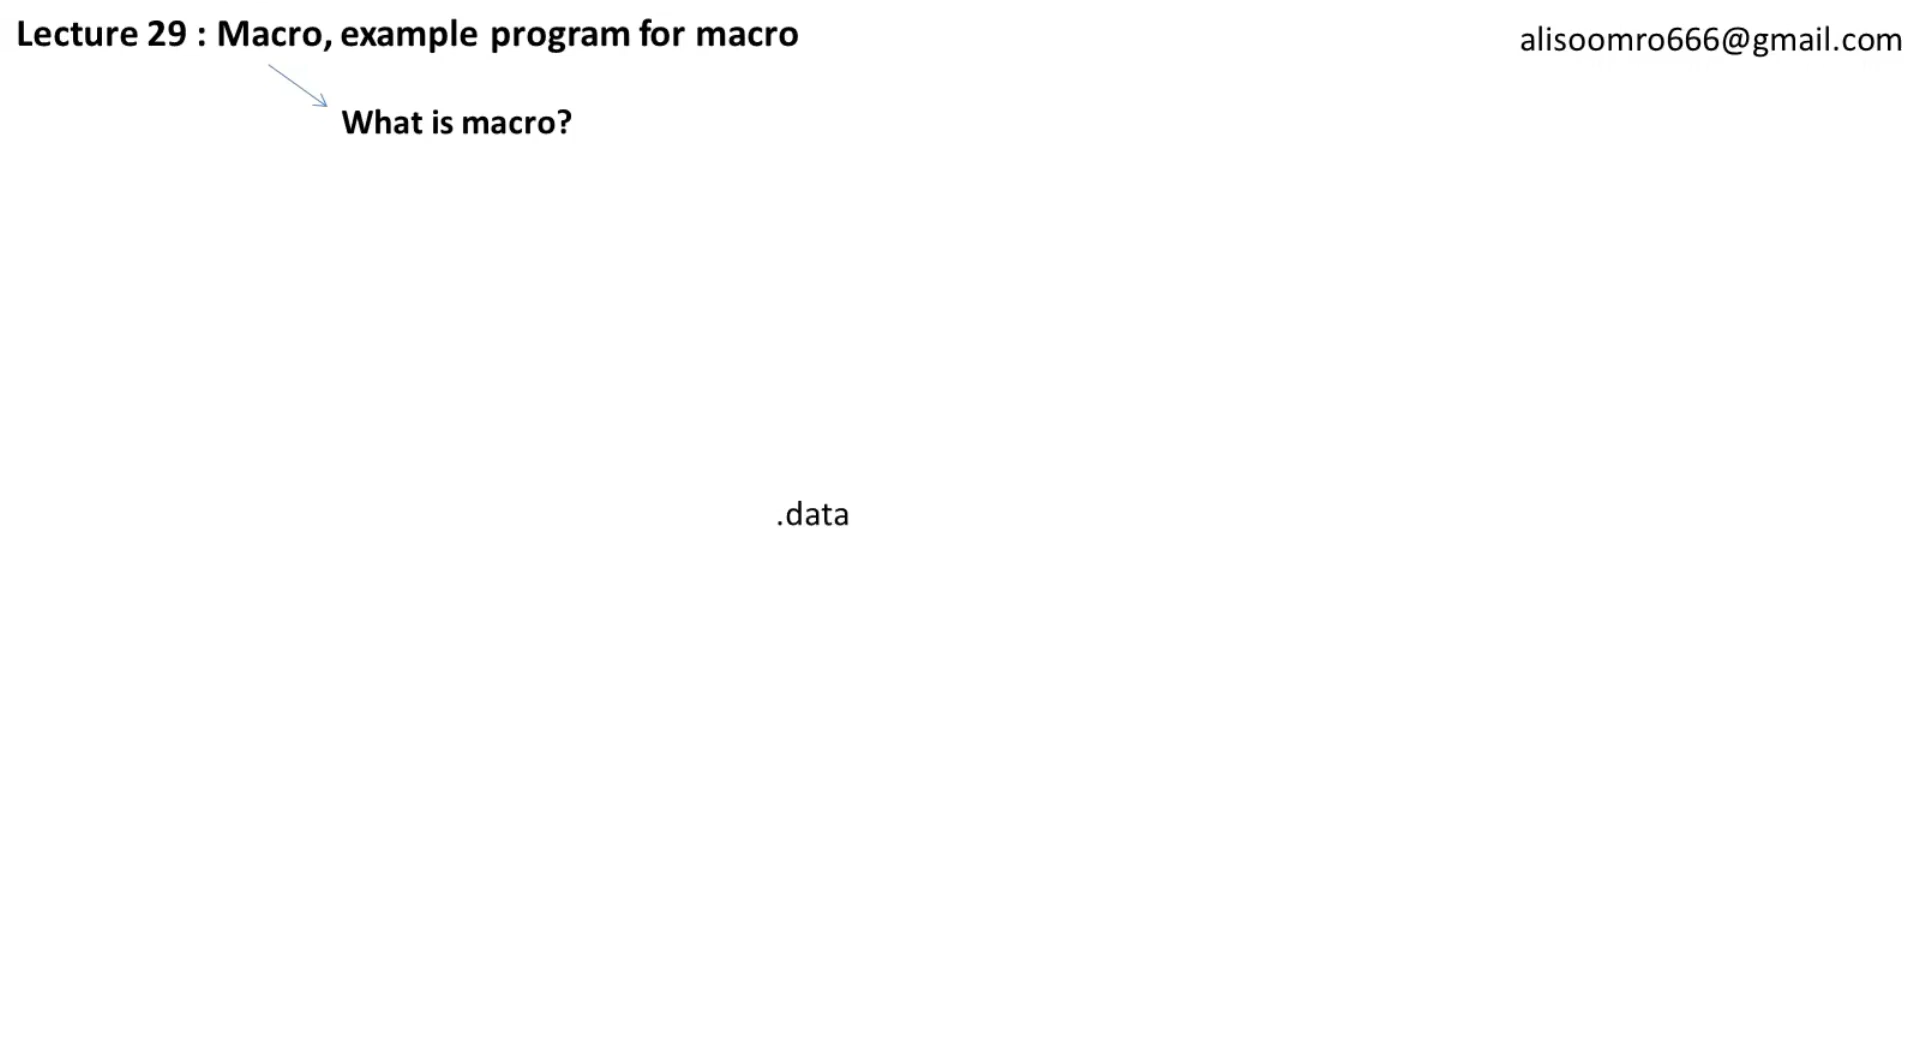 Lecture 29 : Macro, example program for macro
alisoomro666@gmail.com
What is macro?
.data